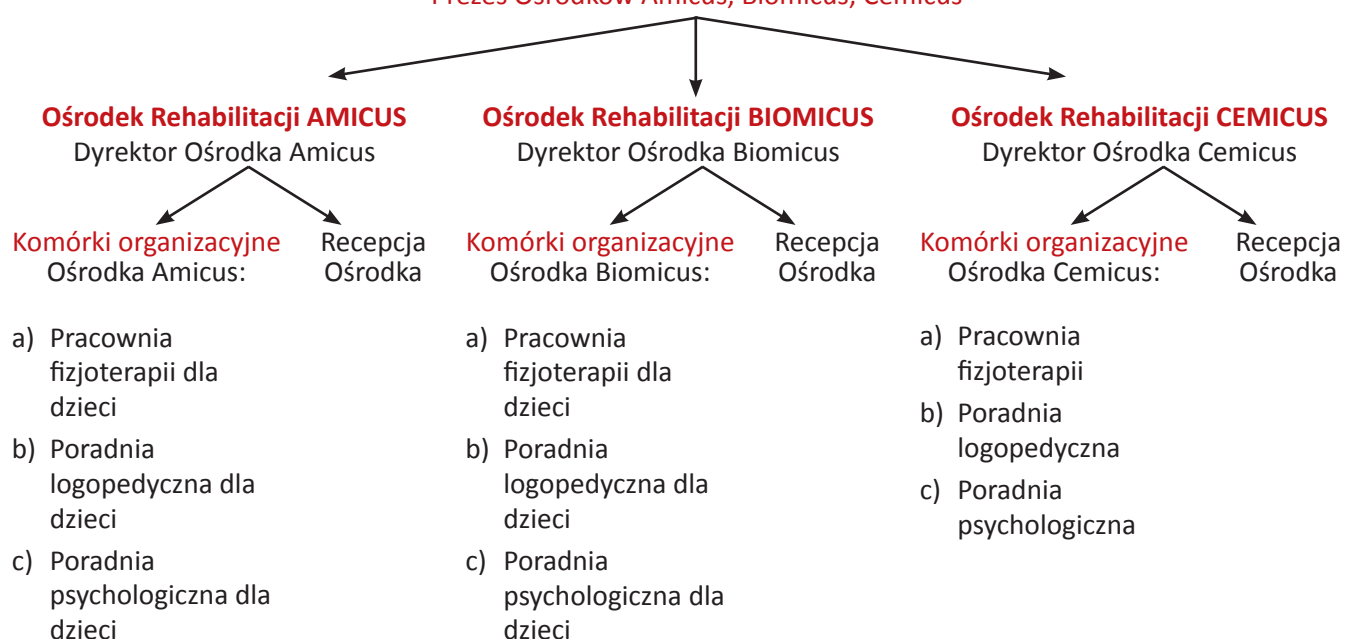 Prezes Ośrodków Amicus, Biomicus, Cemicus
Ośrodek Rehabilitacji AMICUS
Dyrektor Ośrodka Amicus
Komórki organizacyjne
Ośrodka Amicus:
Recepcja
Ośrodka
a) Pracownia
fizjoterapii dla
dzieci
b) Poradnia
logopedyczna dla
dzieci
c) Poradnia
psychologiczna dla
dzieci
Ośrodek Rehabilitacji BIOMICUS
Dyrektor Ośrodka Biomicus
Komórki organizacyjne
Ośrodka Biomicus:
Recepcja
Ośrodka
a) Pracownia
fizjoterapii dla
dzieci
b) Poradnia
logopedyczna dla
dzieci
c) Poradnia
psychologiczna dla
dzieci
Ośrodek Rehabilitacji CEMICUS
Dyrektor Ośrodka Cemicus
Komórki organizacyjne
Ośrodka Cemicus:
Recepcja
Ośrodka
a) Pracownia
fizjoterapii
b) Poradnia
logopedyczna
c) Poradnia
psychologiczna